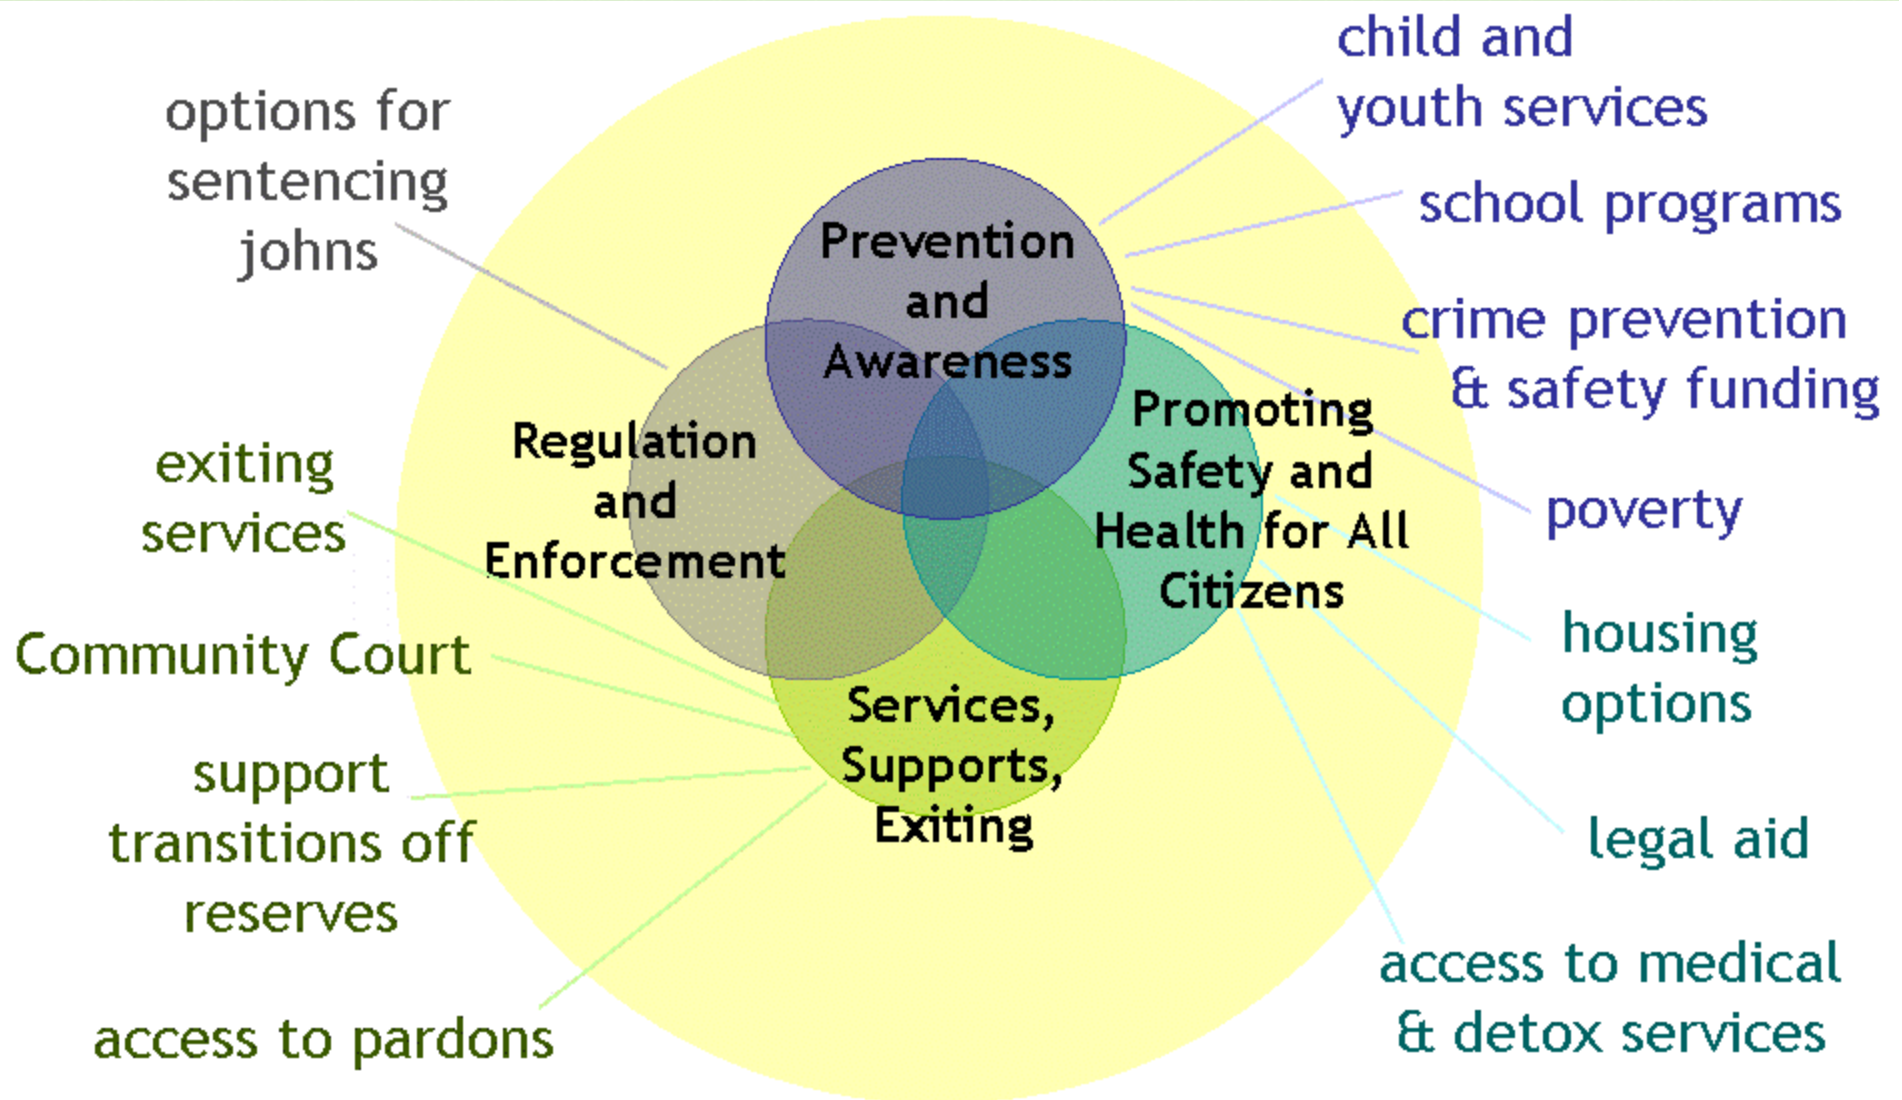 options for
sentencing
johns
exiting
services
Community Court
support
transitions off
reserves
access to pardons
Prevention
and
Awareness
Regulation
and
Enforcement
Promoting
Safety and
Health for All
Citizens
Services,
Supports,
Exiting
child and
youth services
school programs
crime prevention
& safety funding
poverty
housing
options
legal aid
access to medical
& detox services